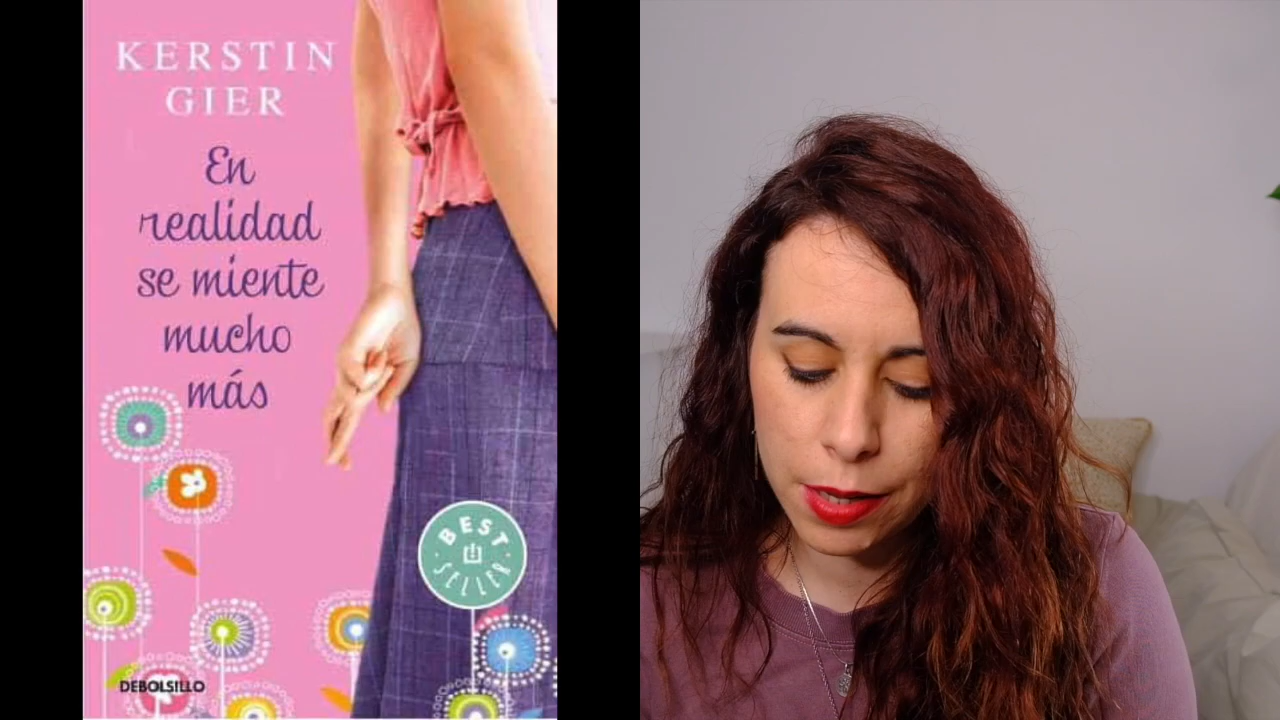 KERSTIN
GIER
En
realidad
se miente
mucho
más
BEST
SELLER
DEBOLSILLO